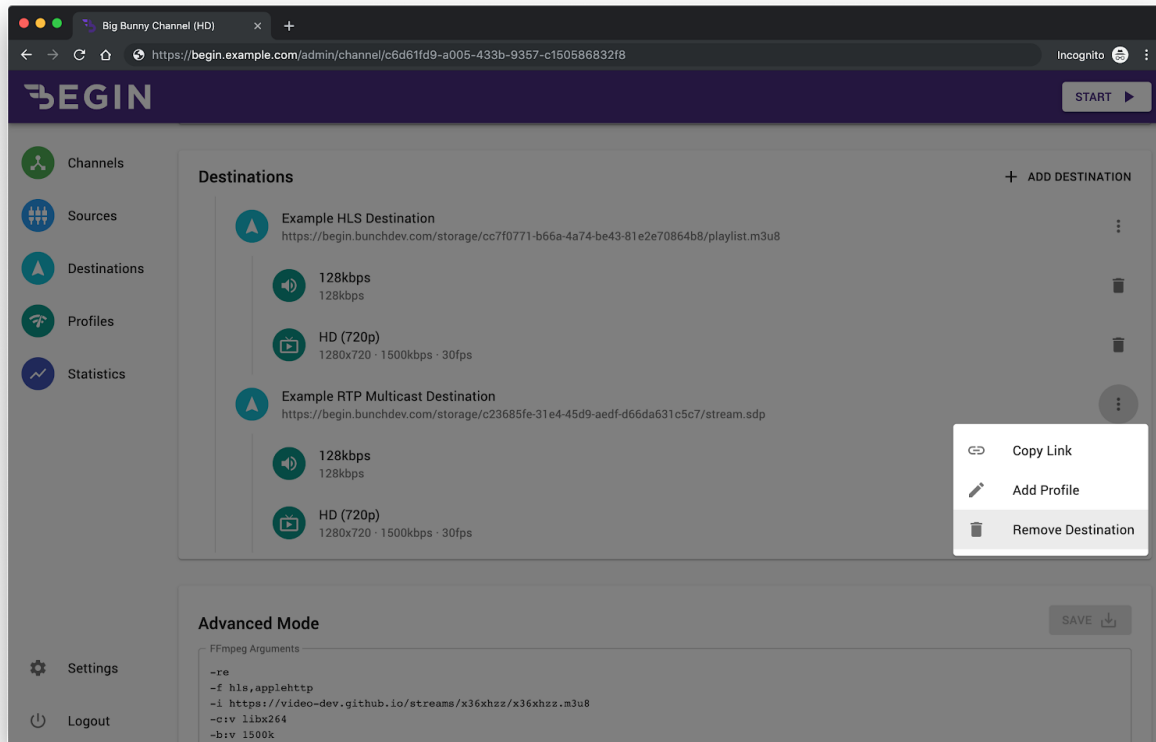 Big Bunny Channel (HD)
https://begin.example.com/admin/channel/c6d61fd9-a005-433b-9357-c150586832f8
Incognito
BEGIN
START
Channels
Sources
Destinations
Profiles
Statistics
Settings
Logout
Destinations
ADD DESTINATION
Example HLS Destination
https://begin.bunchdev.com/storage/cc7f0771-b66a-4a74-be43-81e2e70864b8/playlist.m3u8
128kbps
128kbps
HD (720p)
1280x720 · 1500kbps · 30fps
Example RTP Multicast Destination
https://begin.bunchdev.com/storage/c23685fe-31e4-45d9-aedf-d66da631c5c7/stream.sdp
128kbps
128kbps
HD (720p)
1280x720 · 1500kbps · 30fps
Copy Link
Add Profile
Remove Destination
Advanced Mode
SAVE
FFmpeg Arguments
-re
-f hls,applehttp
-i https://video-dev.github.io/streams/x36xhzz/x36xhzz.m3u8
-c:v libx264
-b:v 1500k